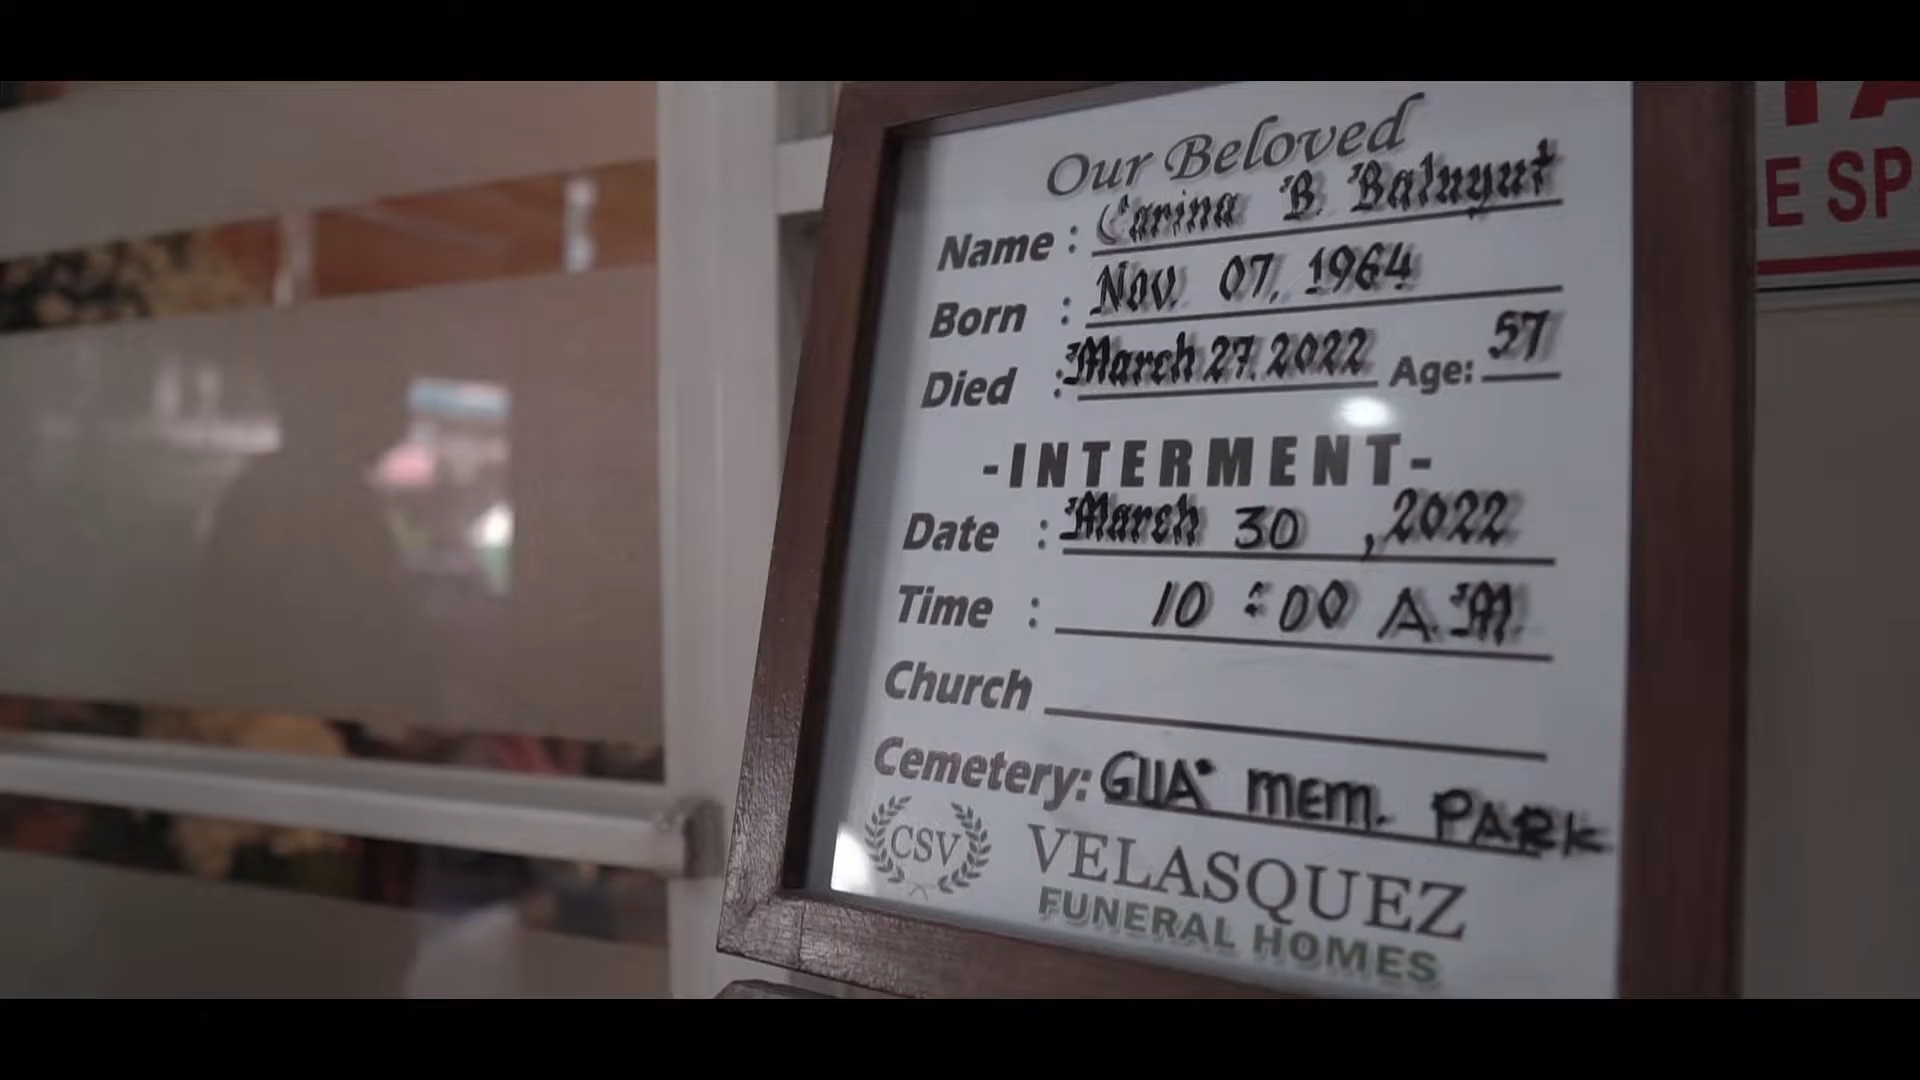 Our Beloved
Name : Carina B. Baluyut
Born : Nov. 07, 1964
Died : March 27. 2022 Age: 57
-INTERMENT-
Date : March 30 , 2022
Time : 10 : 00 A.M.
Church
Cemetery: GUA. MEM. PARK
CSV
VELASQUEZ
FUNERAL HOMES
E SP